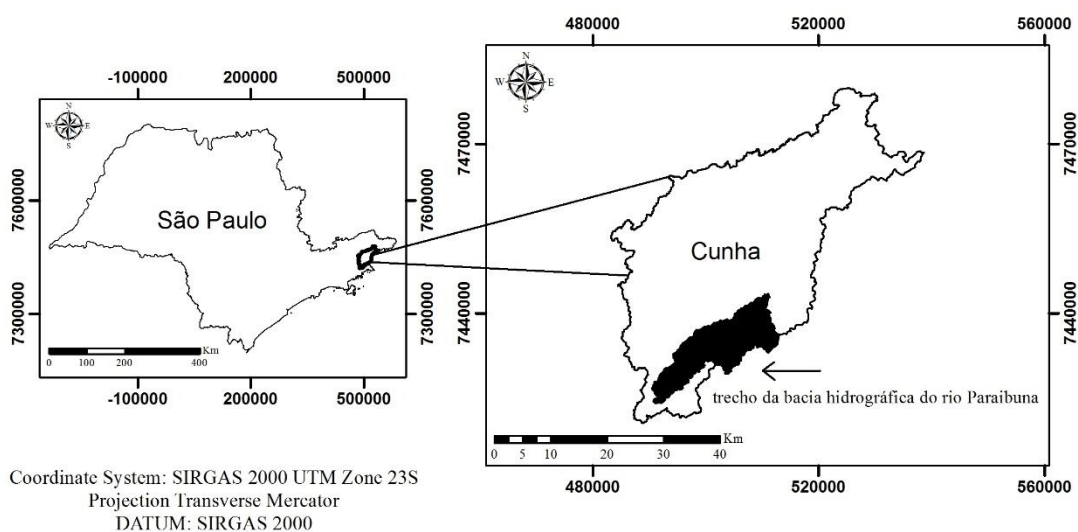 480000 520000 560000
-100000 200000 500000
N
W E
S
São Paulo
7600000
7300000
7600000
7300000
Km
0 100 200 400
-100000 200000 500000
N
W E
S
7470000
7440000
7470000
7440000
Cunha
trecho da bacia hidrográfica do rio Paraibuna
Km
0 5 10 20 30 40
480000 520000 560000
Coordinate System: SIRGAS 2000 UTM Zone 23S
Projection Transverse Mercator
DATUM: SIRGAS 2000